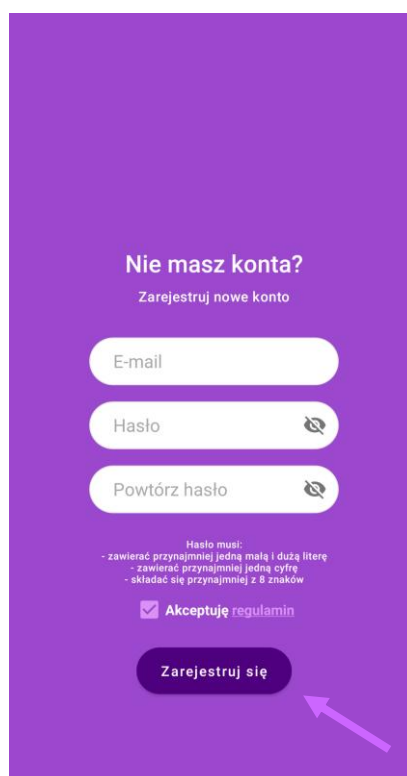 Nie masz konta?
Zarejestruj nowe konto
E-mail
Hasło
Powtórz hasło
Hasło musi:
- zawierać przynajmniej jedną małą i dużą literę
- zawierać przynajmniej jedną cyfrę
- składać się przynajmniej z 8 znaków
Akceptuję regulamin
Zarejestruj się